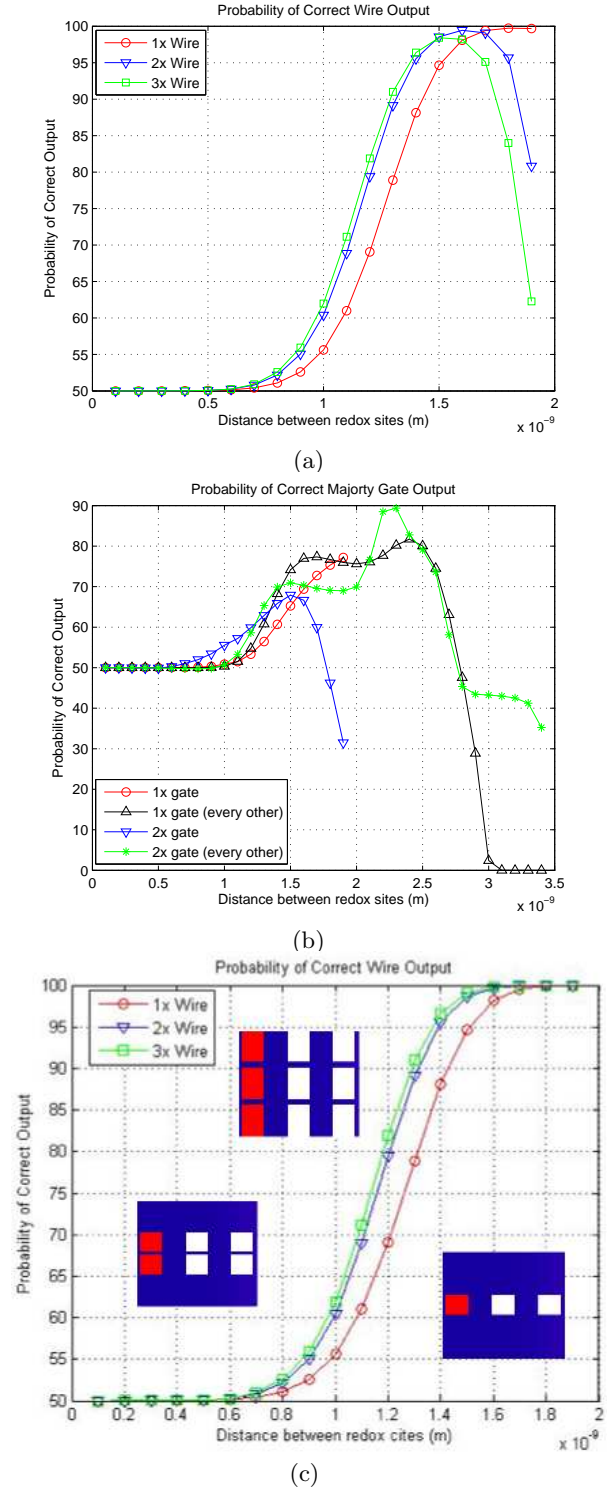 Probability of Correct Wire Output
1x Wire
2x Wire
3x Wire
Probability of Correct Output
100
95
90
85
80
75
70
65
60
55
50
0 0.5 1 1.5 2
Distance between redox sites (m)
x 10⁻⁹
(a)
Probability of Correct Majorty Gate Output
Probability of Correct Output
90
80
70
60
50
40
30
20
10
0
1x gate
1x gate (every other)
2x gate
2x gate (every other)
0 0.5 1 1.5 2 2.5 3 3.5
Distance between redox sites (m)
x 10⁻⁹
(b)
Probability of Correct Wire Output
1x Wire
2x Wire
3x Wire
Probability of Correct Output
100
95
90
85
80
75
70
65
60
55
50
0 0.2 0.4 0.6 0.8 1 1.2 1.4 1.6 1.8 2
Distance between redox cites (m)
x 10⁻⁹
(c)